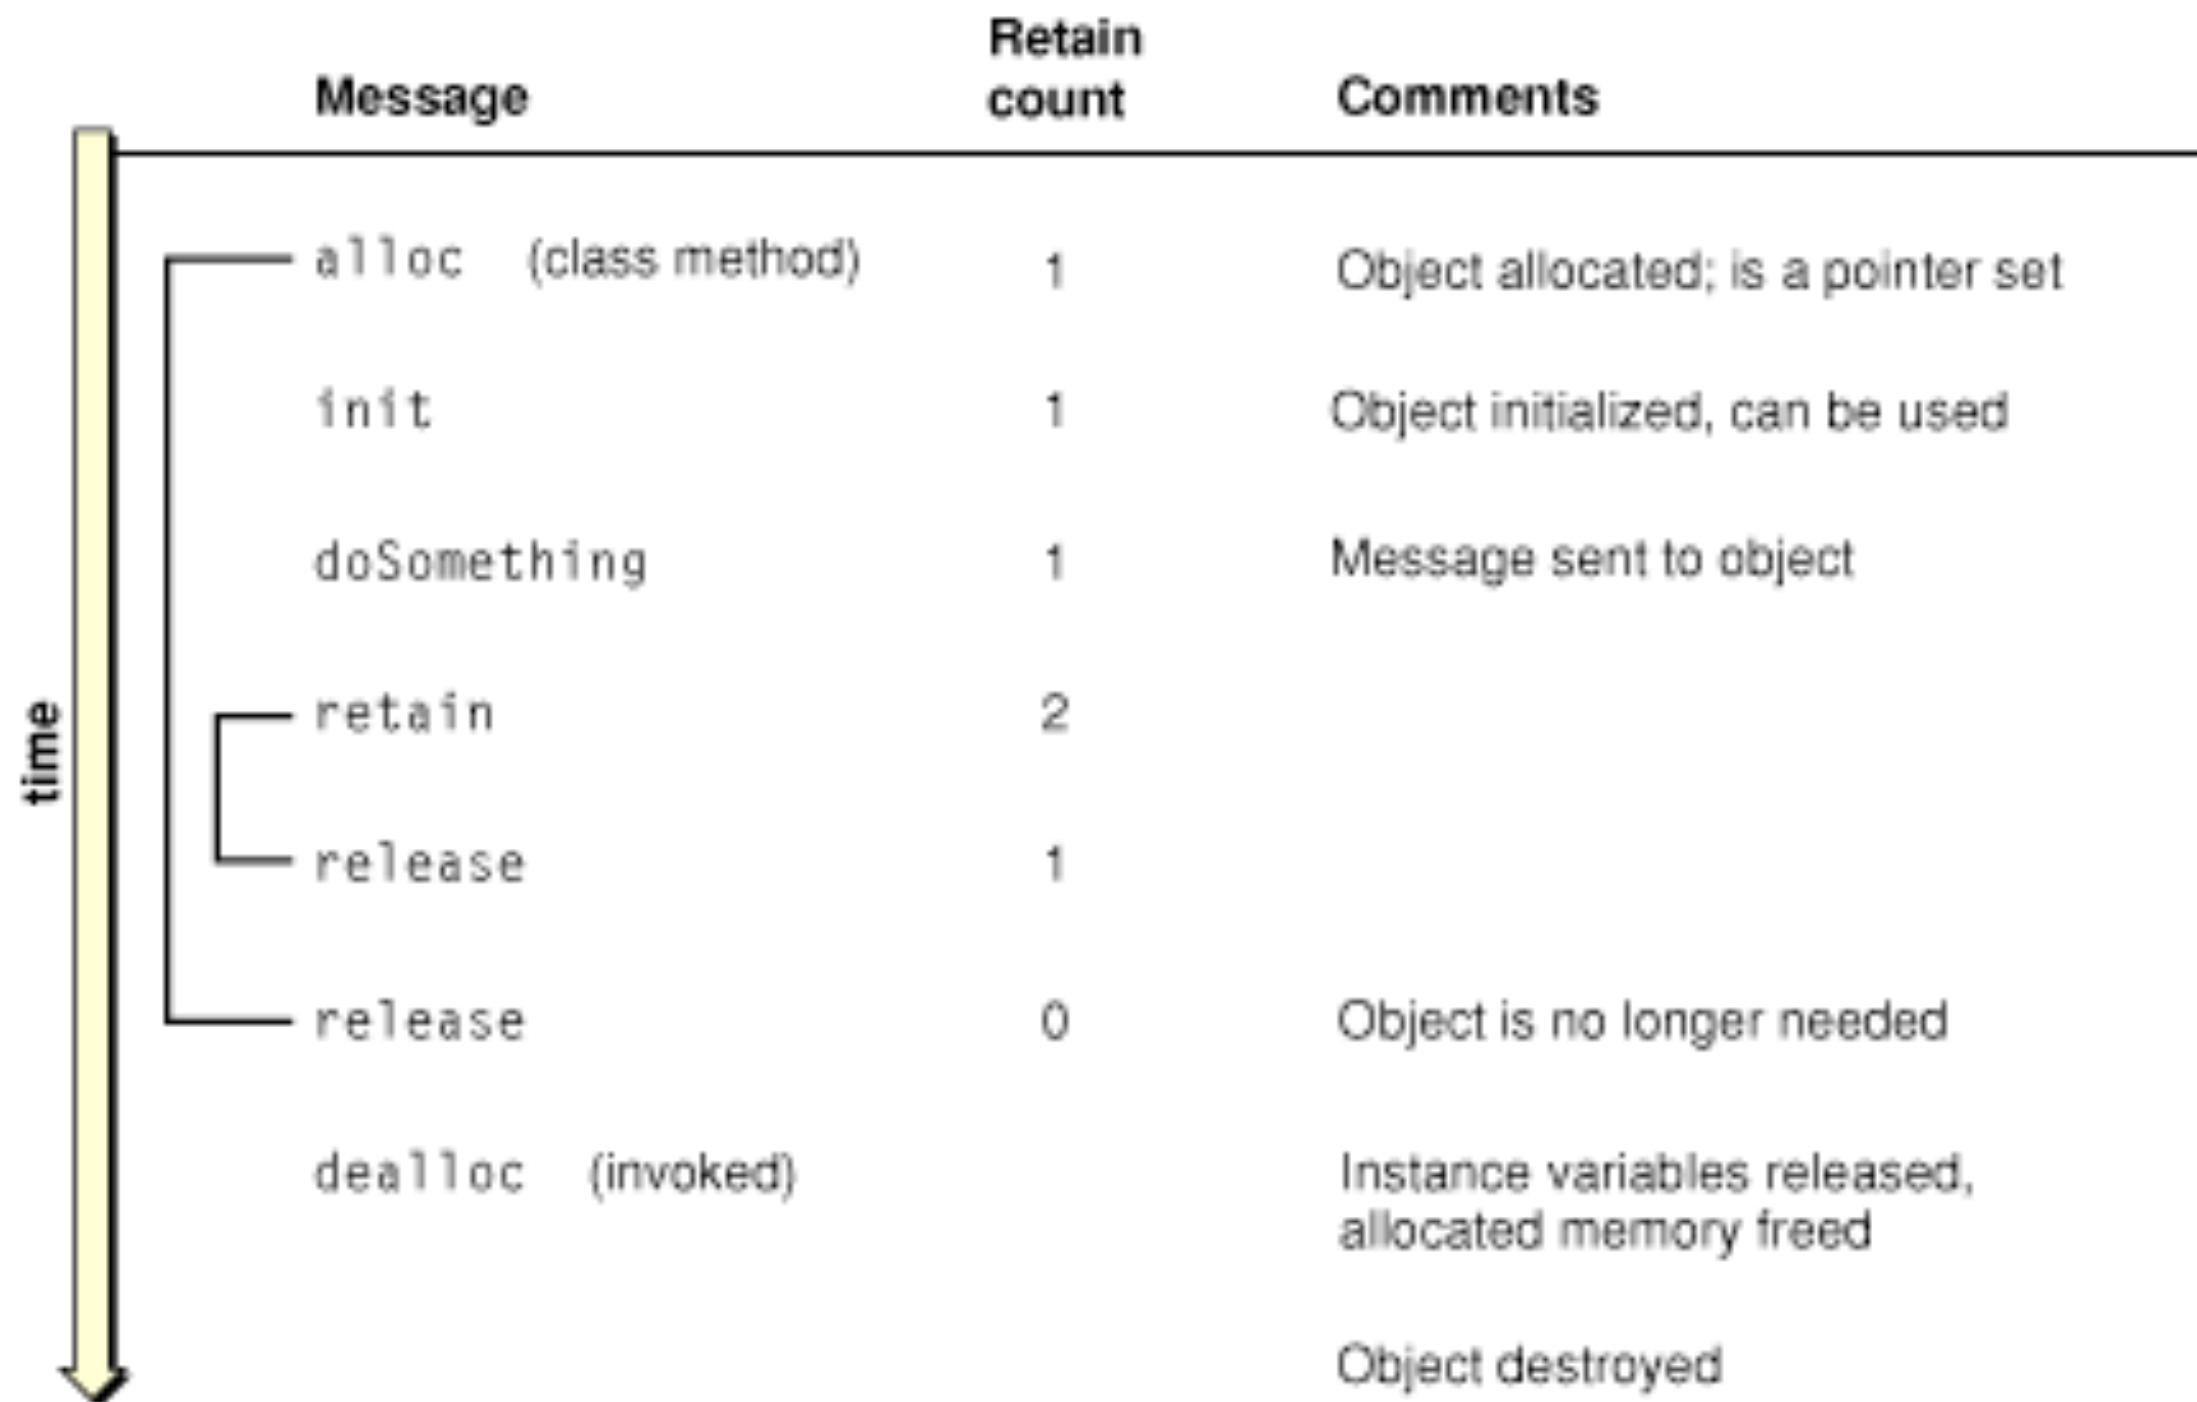 Retain
Message count Comments
alloc (class method) 1 Object allocated; is a pointer set
init 1 Object initialized, can be used
doSomething 1 Message sent to object
retain 2
time
release 1
release 0 Object is no longer needed
dealloc (invoked) Instance variables released,
allocated memory freed
Object destroyed